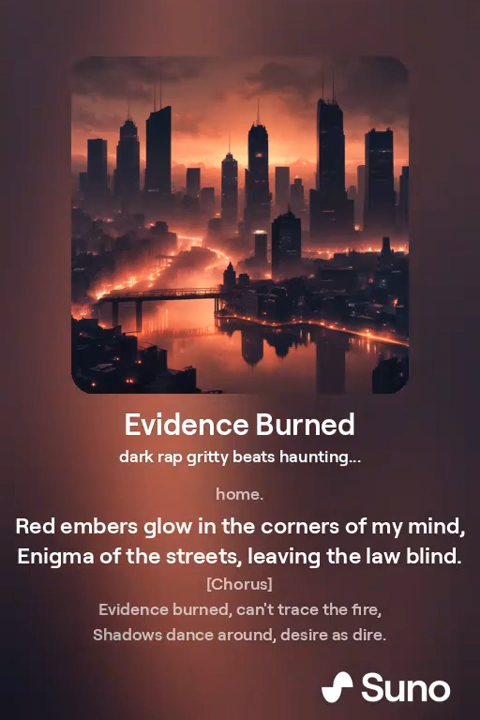 Evidence Burned
dark rap gritty beats haunting...
home.
Red embers glow in the corners of my mind,
Enigma of the streets, leaving the law blind.
[Chorus]
Evidence burned, can't trace the fire,
Shadows dance around, desire as dire.
Suno